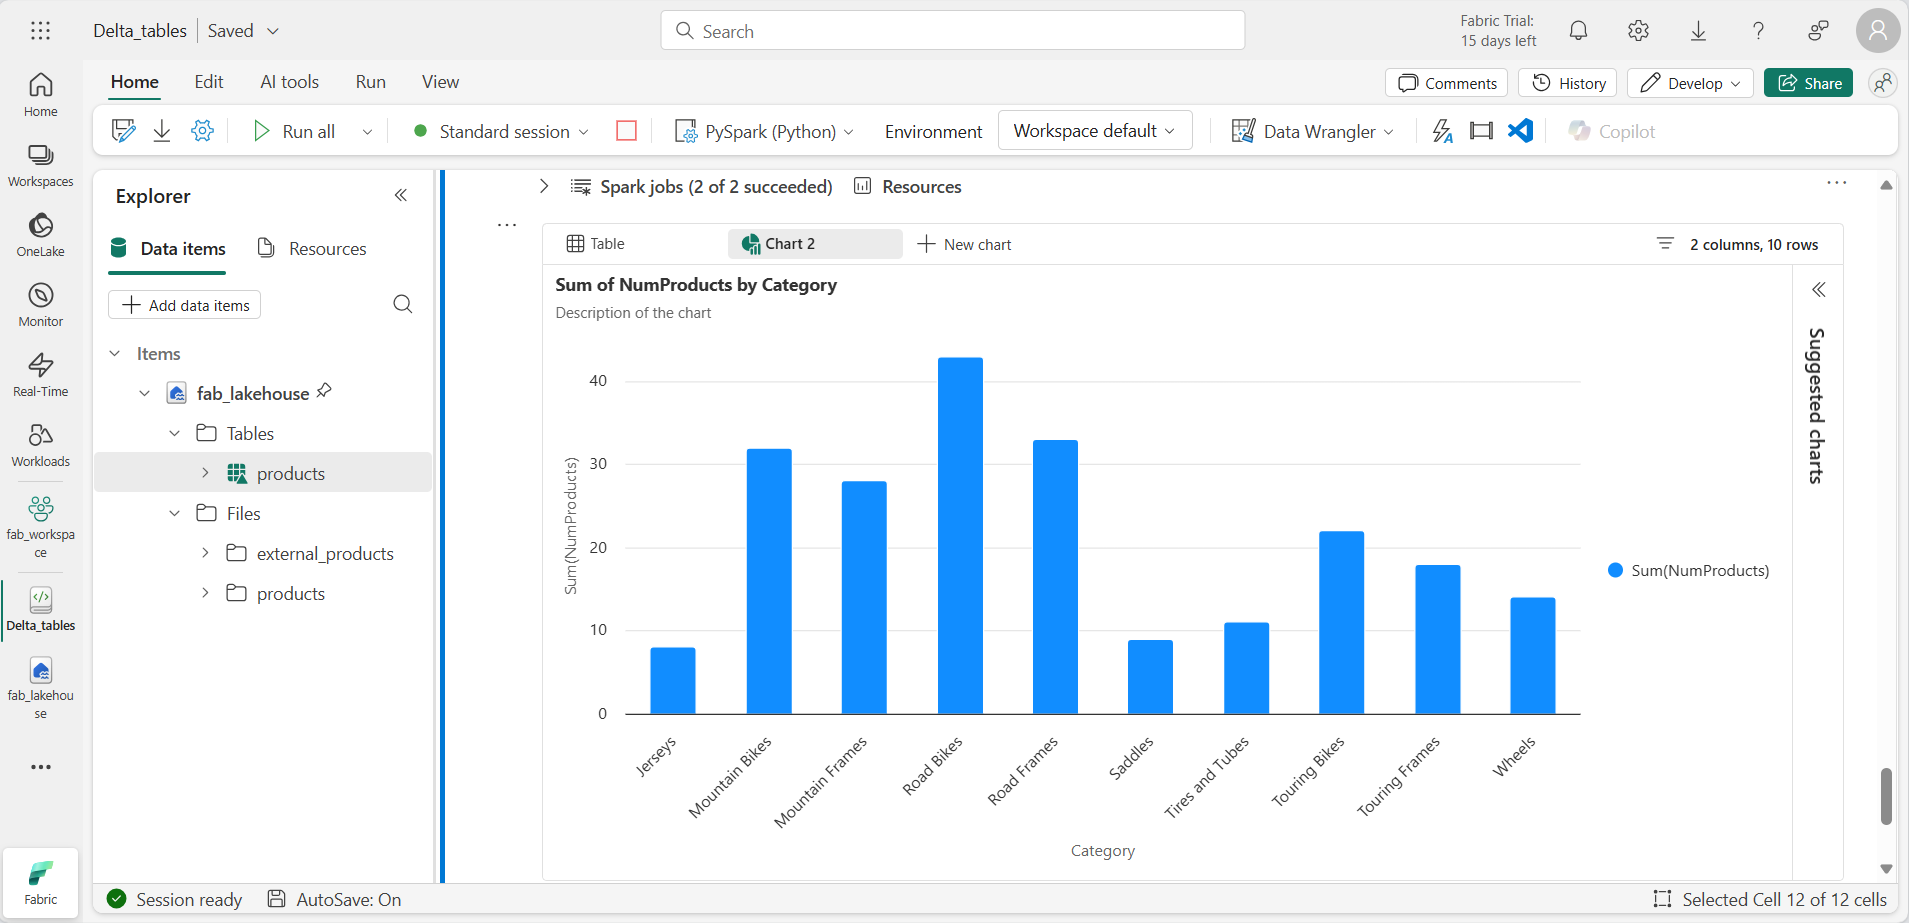 Delta_tables
Saved
Search
Fabric Trial:
15 days left
?
Home
Edit
AI tools
Run
View
Comments
History
Develop
Share
Run all
Standard session
PySpark (Python)
Environment
Workspace default
Data Wrangler
Copilot
Home
Workspaces
OneLake
Monitor
Real-Time
Workloads
fab_workspa
ce
Delta_tables
fab_lakehou
se
Fabric
Explorer
Data items
Resources
Add data items
Items
fab_lakehouse
Tables
products
Files
external_products
products
Spark jobs (2 of 2 succeeded)
Resources
Table
Chart 2
New chart
2 columns, 10 rows
Sum of NumProducts by Category
Description of the chart
Suggested charts
Sum(NumProducts)
40
30
20
10
0
Jerseys
Mountain Bikes
Mountain Frames
Road Bikes
Road Frames
Saddles
Tires and Tubes
Touring Bikes
Touring Frames
Wheels
Category
Sum(NumProducts)
Session ready
AutoSave: On
Selected Cell 12 of 12 cells